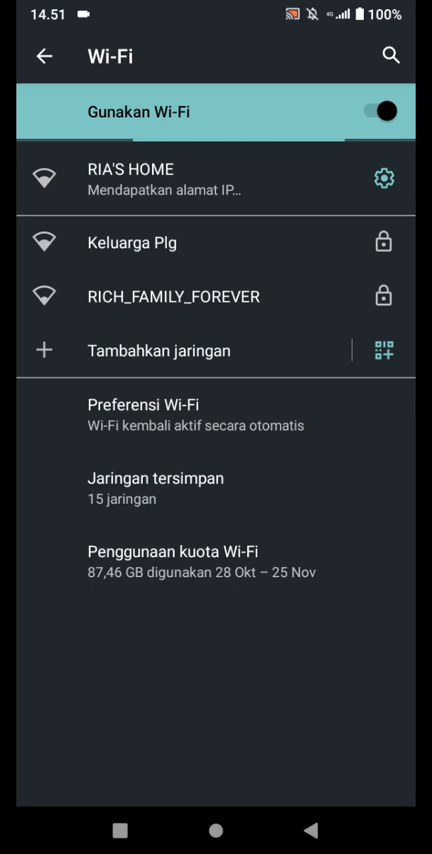 14.51
4G
100%
Wi-Fi
Gunakan Wi-Fi
RIA'S HOME
Mendapatkan alamat IP...
Keluarga Plg
RICH_FAMILY_FOREVER
Tambahkan jaringan
Preferensi Wi-Fi
Wi-Fi kembali aktif secara otomatis
Jaringan tersimpan
15 jaringan
Penggunaan kuota Wi-Fi
87,46 GB digunakan 28 Okt – 25 Nov